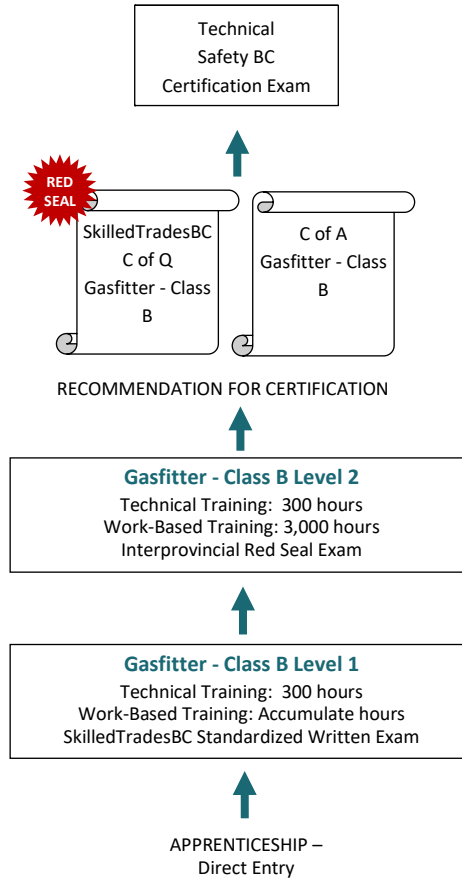 Technical
Safety BC
Certification Exam
RED
SEAL
SkilledTradesBC
C of Q
Gasfitter - Class
B
C of A
Gasfitter - Class
B
RECOMMENDATION FOR CERTIFICATION
Gasfitter - Class B Level 2
Technical Training:  300 hours
Work-Based Training: 3,000 hours
Interprovincial Red Seal Exam
Gasfitter - Class B Level 1
Technical Training:  300 hours
Work-Based Training: Accumulate hours
SkilledTradesBC Standardized Written Exam
APPRENTICESHIP –
Direct Entry